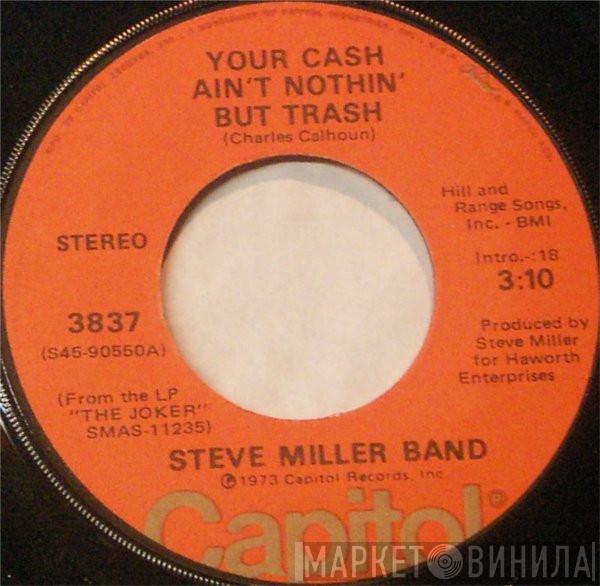 YOUR CASH
AIN'T NOTHIN'
BUT TRASH
(Charles Calhoun)
Hill and
Range Songs,
Inc. - BMI
STEREO
Intro.-:18
3:10
3837
(S45-90550A)
Produced by
Steve Miller
for Haworth
Enterprises
(From the LP
"THE JOKER"
SMAS-11235)
STEVE MILLER BAND
℗1973 Capitol Records, Inc.
Capitol®
МАРКЕТ ВИНИЛА